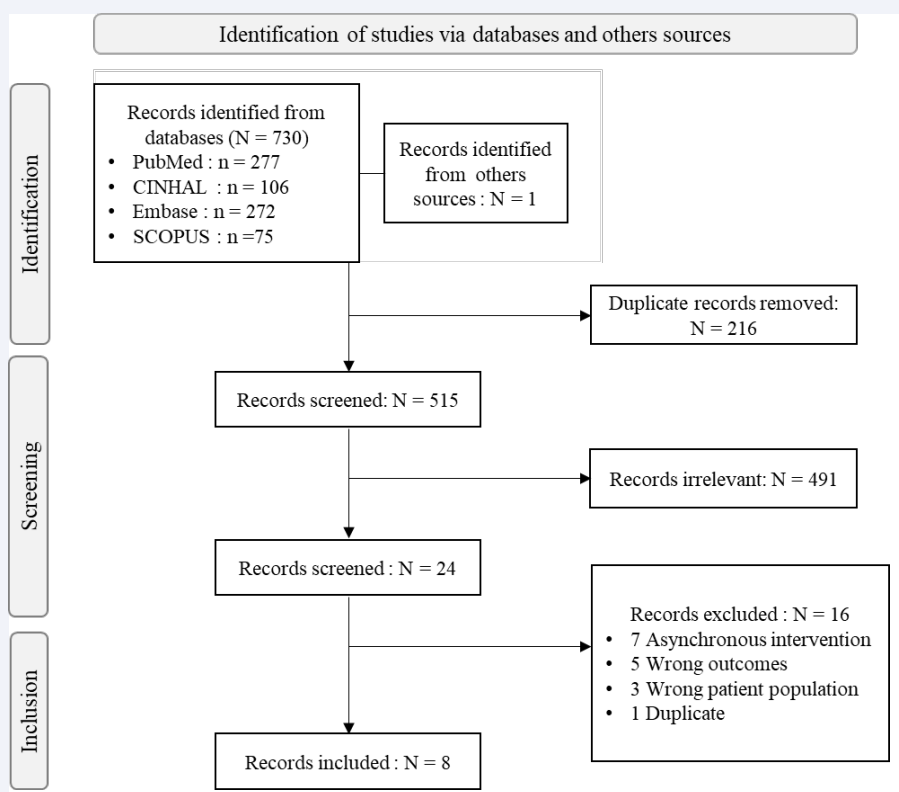 Identification of studies via databases and others sources
Identification
Records identified from
databases (N = 730)
• PubMed : n = 277
• CINHAL : n = 106
• Embase : n = 272
• SCOPUS : n =75
Records identified
from others
sources : N = 1
Duplicate records removed:
N = 216
Screening
Records screened: N = 515
Records irrelevant: N = 491
Records screened : N = 24
Records excluded : N = 16
• 7 Asynchronous intervention
• 5 Wrong outcomes
• 3 Wrong patient population
• 1 Duplicate
Inclusion
Records included : N = 8